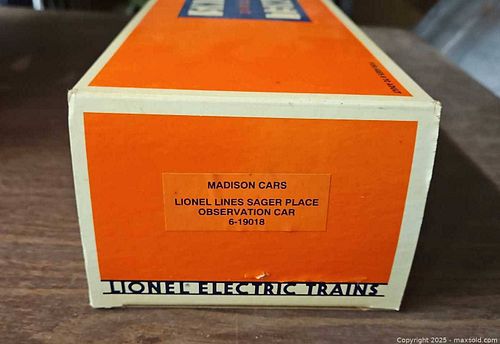 MADISON CARS
LIONEL LINES SAGER PLACE
OBSERVATION CAR
6-19018
LIONEL® ELECTRIC TRAINS
Copyright 2025 - maxsold.com